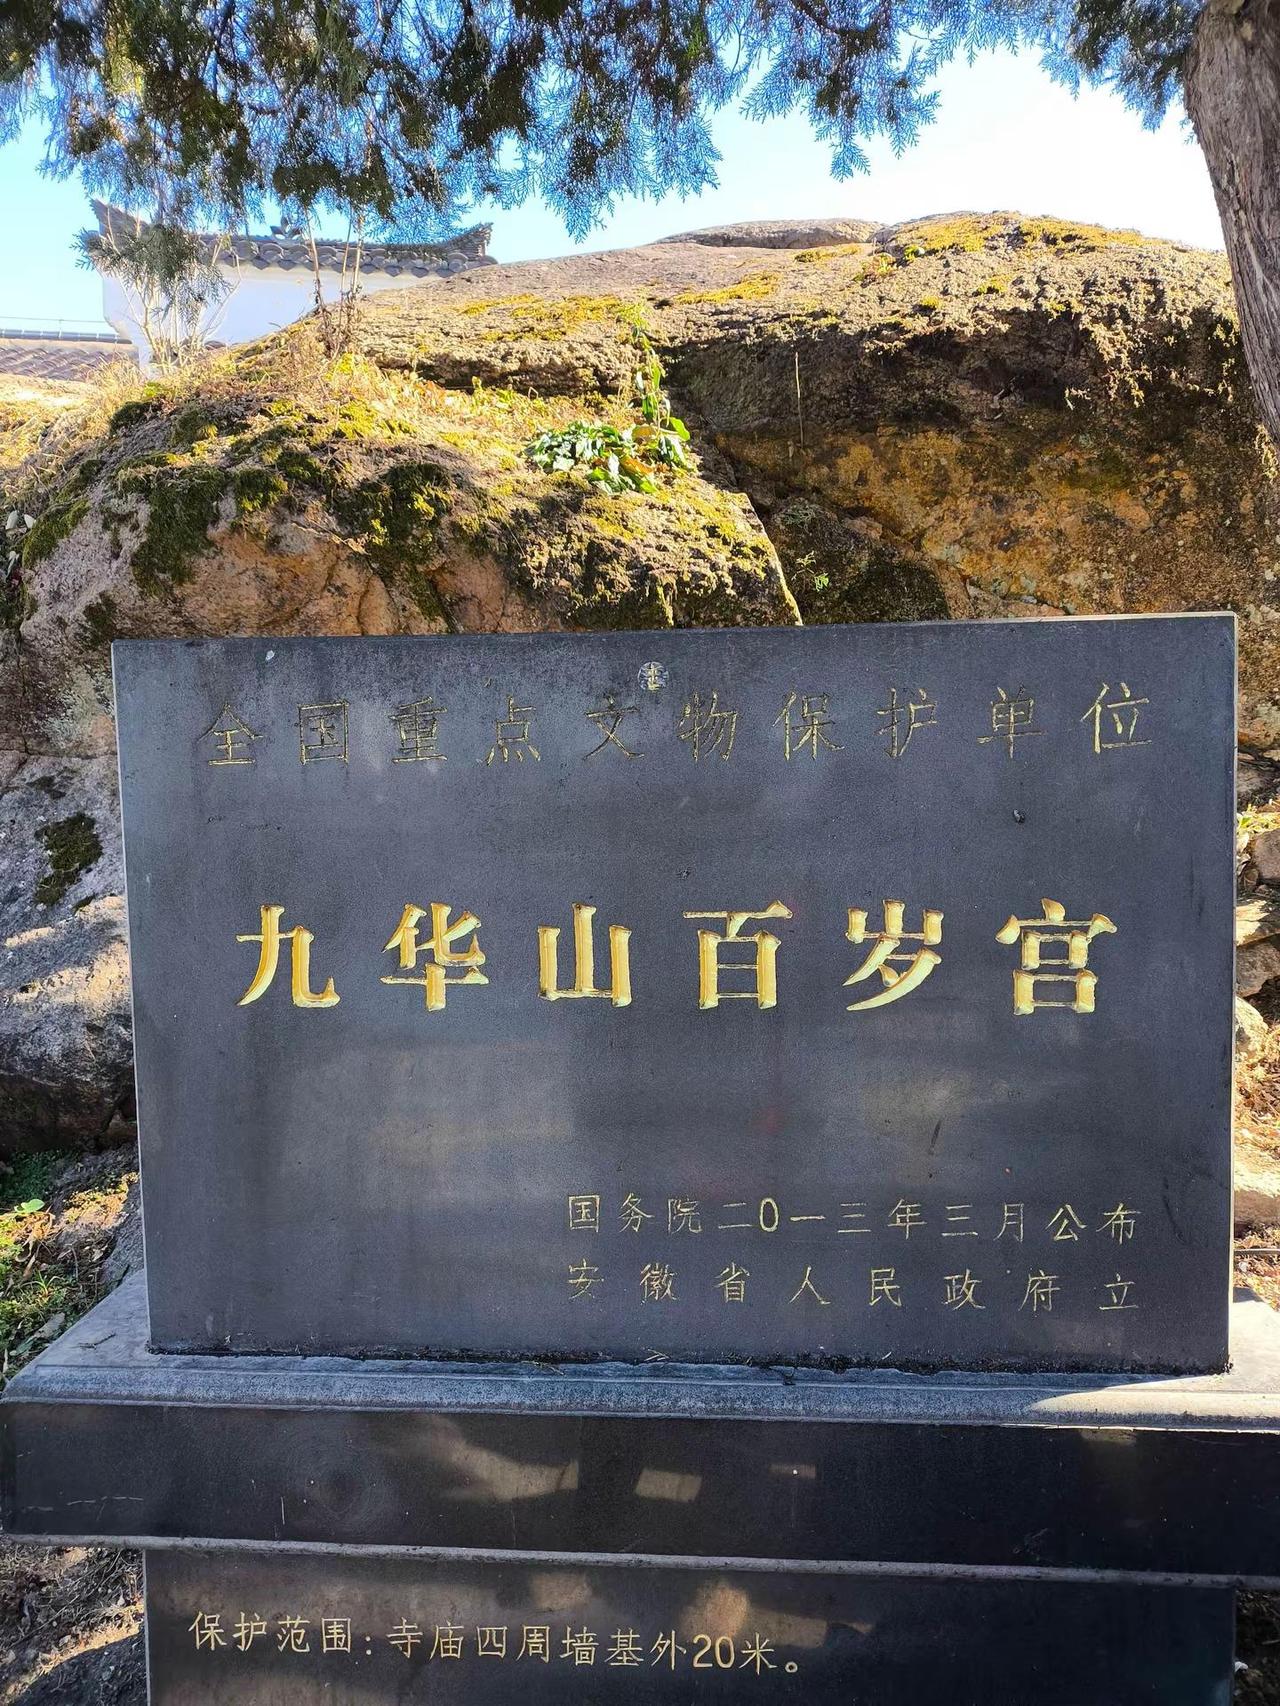 全国重点文物保护单位
九华山百岁宫
国务院二0一三年三月公布
安徽省人民政府立
保护范围：寺庙四周墙基外20米。